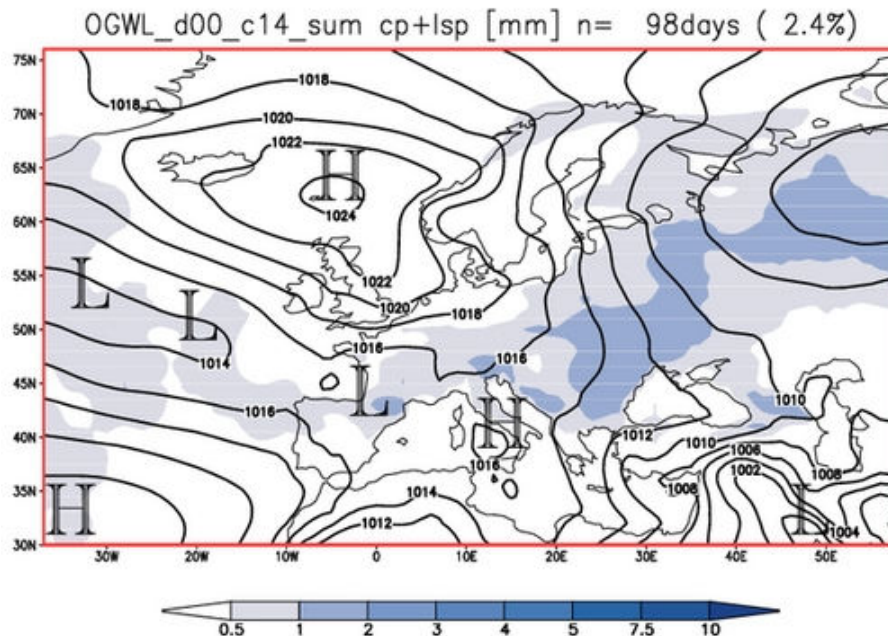 OGWL_d00_c14_sum cp+lsp [mm] n= 98days ( 2.4%)
75N
1018
1018
70N
1020
1022
65N
H
60N
1024
L
55N
1022
1020
1018
L
50N
1014
1016
1016
45N
L
1010
1016
H
40N
1012
1010
1006
1016
1002
1008
35N
H
1014
1008
L
1012
1004
30N
30W
20W
10W
0
10E
20E
30E
40E
50E
0.5
1
2
3
4
5
7.5
10